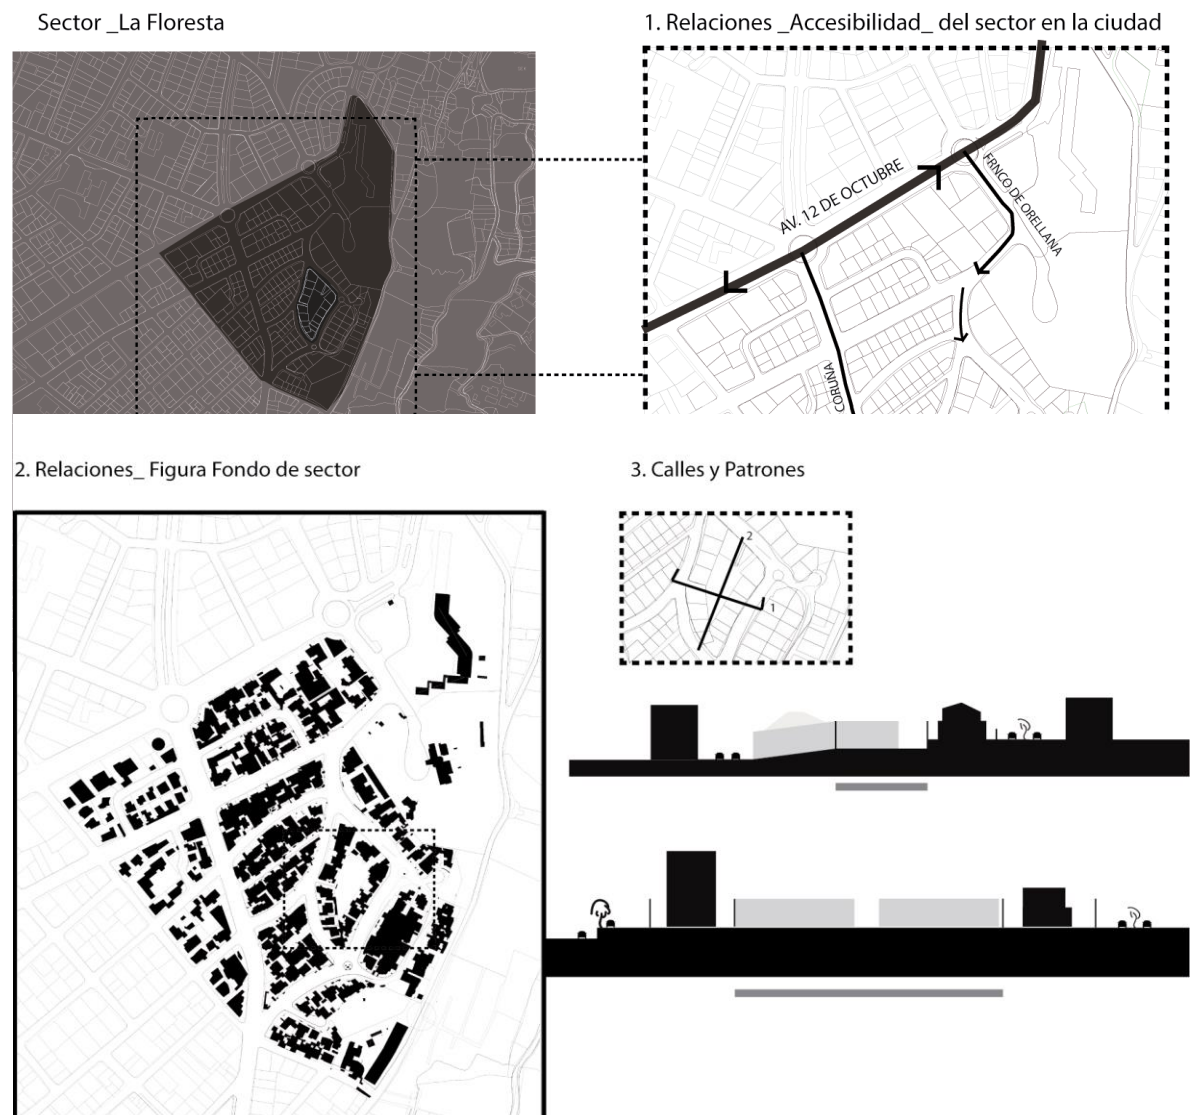 Sector _La Floresta
1. Relaciones _Accesibilidad_ del sector en la ciudad
AV. 12 DE OCTUBRE
FRNCO DE ORELLANA
CORUÑA
2. Relaciones_ Figura Fondo de sector
3. Calles y Patrones
2
1